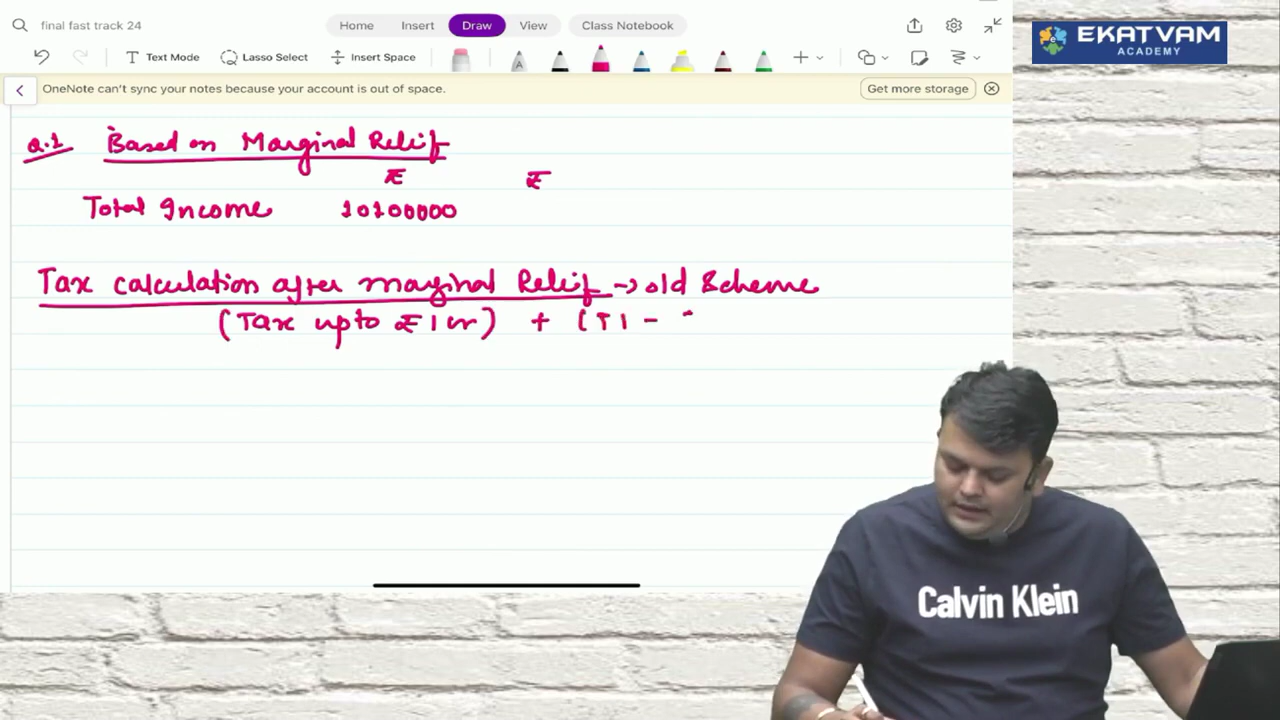 final fast track 24
Home Insert Draw View Class Notebook
Text Mode Lasso Select Insert Space
OneNote can't sync your notes because your account is out of space.
Get more storage
EKATVAM
ACADEMY
Q.1 Based on Marginal Relief
₹ ₹
Total Income 10100000
Tax calculation after marginal Relief → old Scheme
(Tax upto ₹ 1 cr) + (TI -
Calvin Klein